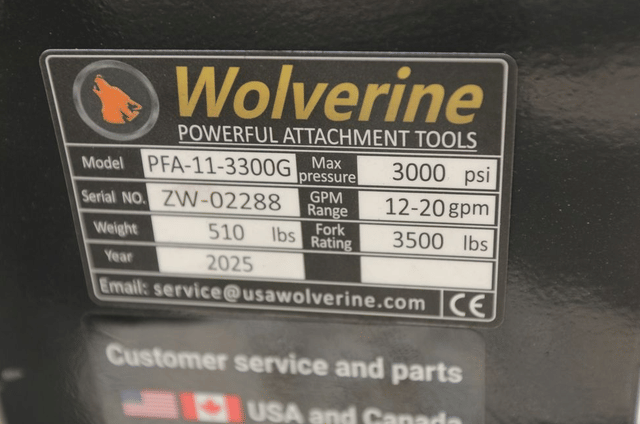 Wolverine
POWERFUL ATTACHMENT TOOLS
Model PFA-11-3300G Max pressure 3000 psi
Serial NO. ZW-02288 GPM Range 12-20 gpm
Weight 510 lbs Fork Rating 3500 lbs
Year 2025
Email: service@usawolverine.com CE
Customer service and parts
USA and Canada